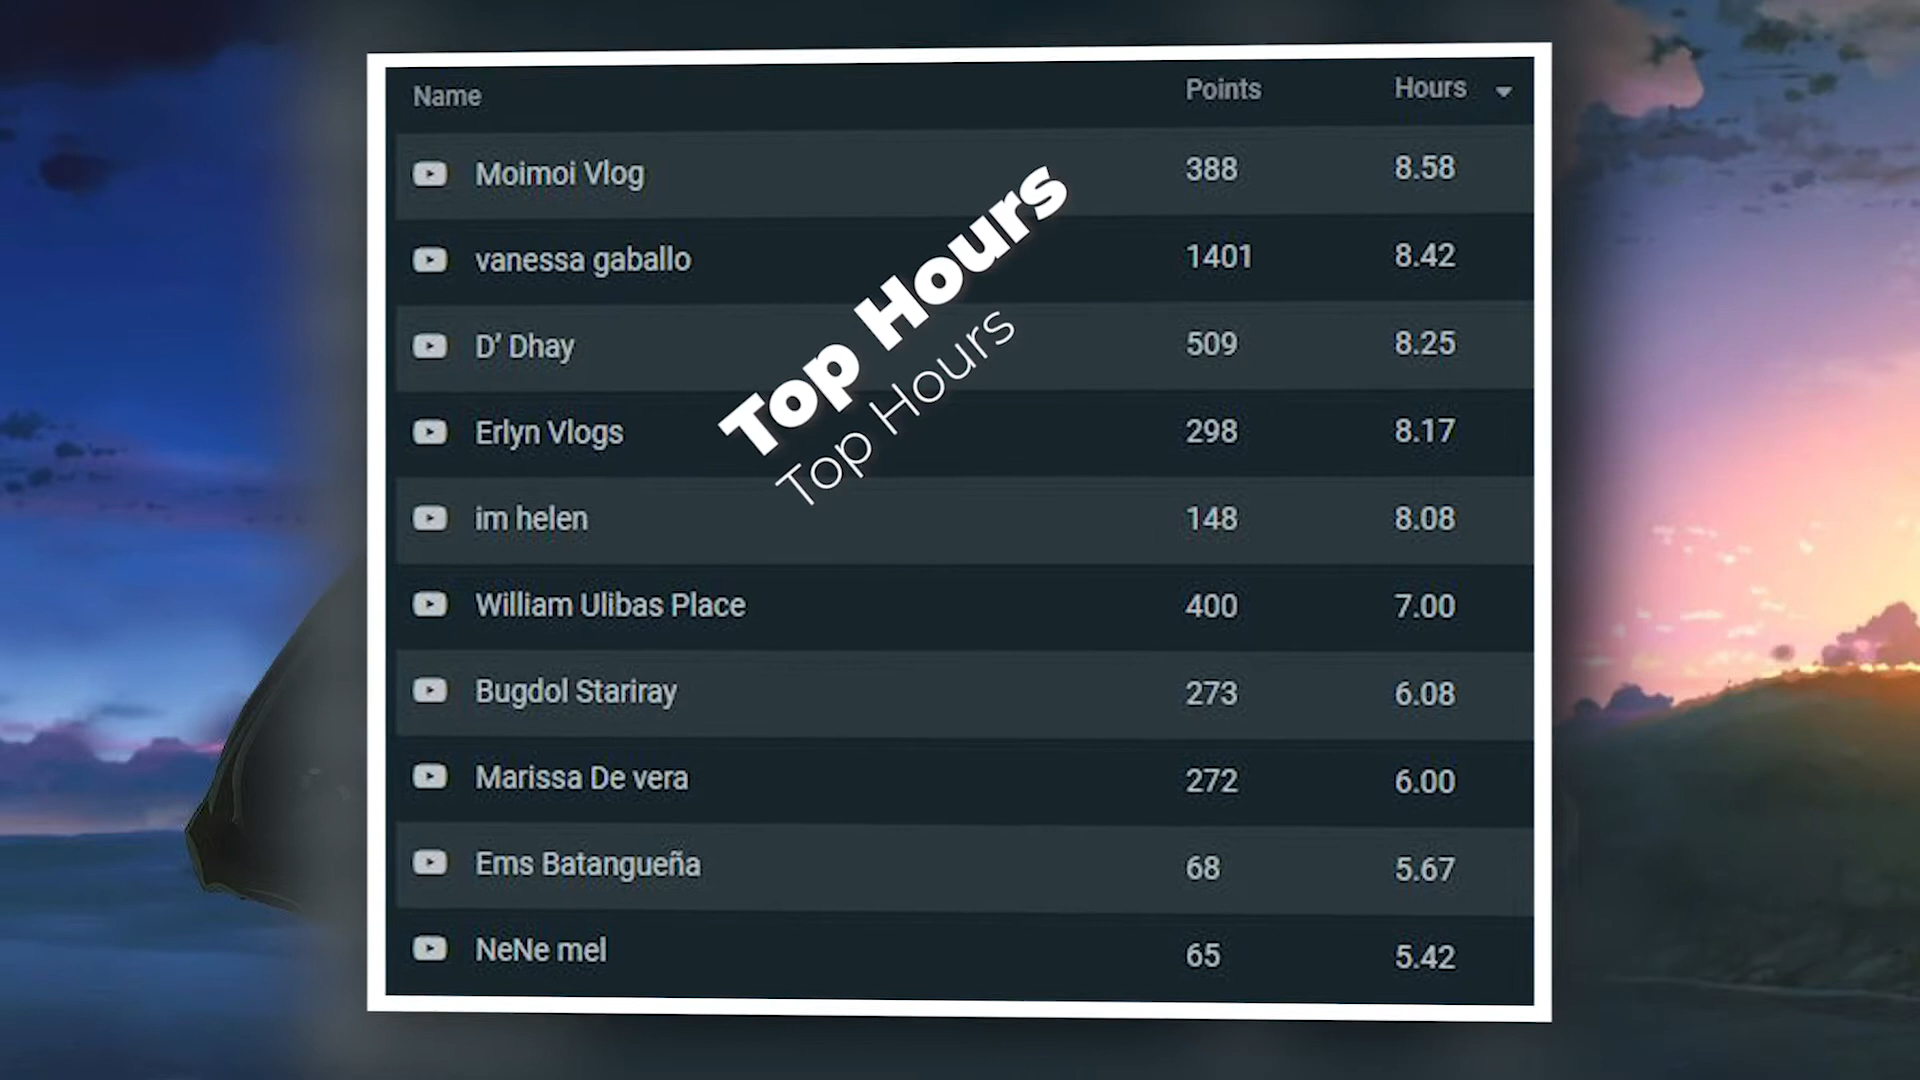 Name Points Hours
Moimoi Vlog 388 8.58
vanessa gaballo 1401 8.42
D’ Dhay 509 8.25
Erlyn Vlogs 298 8.17
im helen 148 8.08
William Ulibas Place 400 7.00
Bugdol Stariray 273 6.08
Marissa De vera 272 6.00
Ems Batangueña 68 5.67
NeNe mel 65 5.42
Top Hours
Top Hours